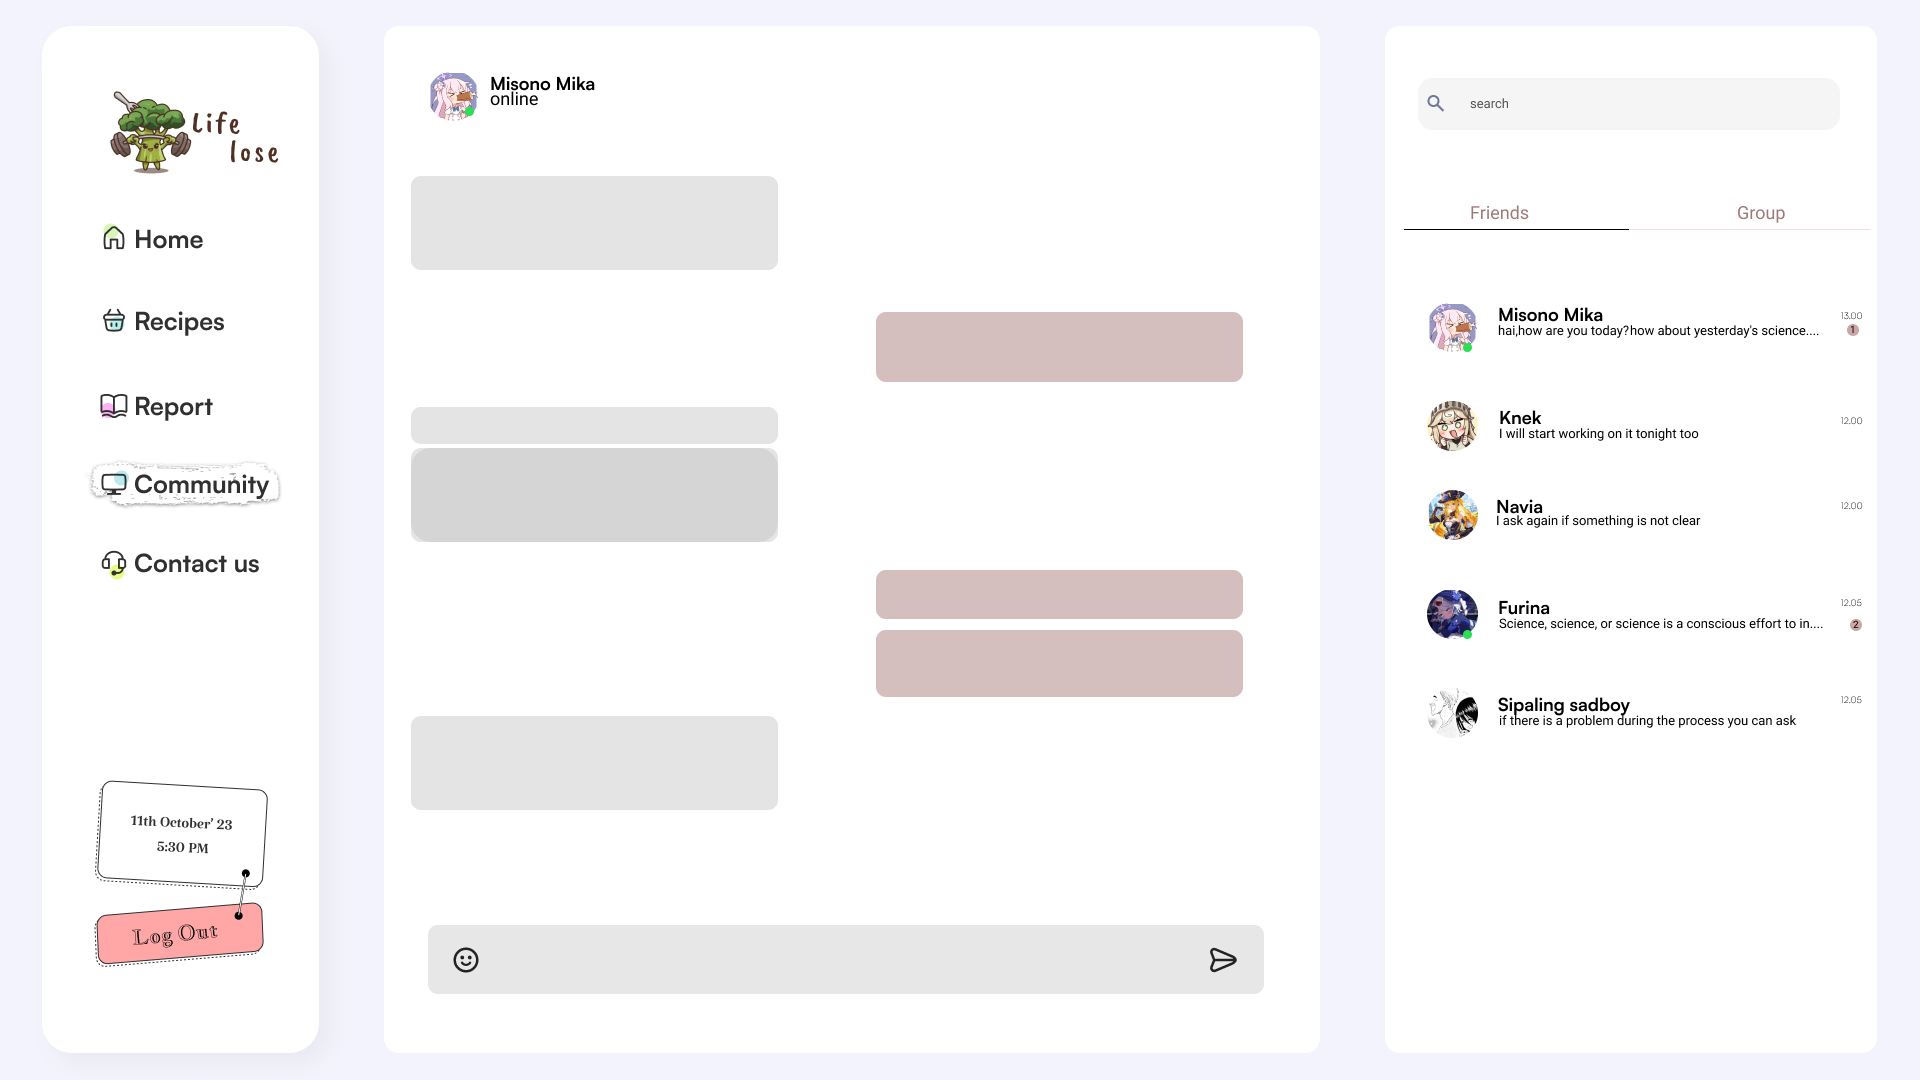 Life
lose
Home
Recipes
Report
Community
Contact us
11th October' 23
5:30 PM
Log Out
Misono Mika
online
search
Friends
Group
Misono Mika
13.00
hai,how are you today?how about yesterday's science....
1
Knek
12.00
I will start working on it tonight too
Navia
12.00
I ask again if something is not clear
Furina
12.05
Science, science, or science is a conscious effort to in....
2
Sipaling sadboy
12.05
if there is a problem during the process you can ask